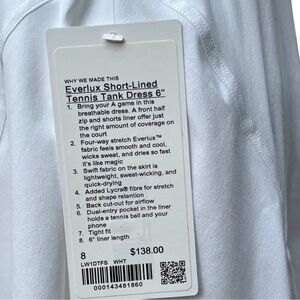 WHY WE MADE THIS
Everlux Short-Lined
Tennis Tank Dress 6"
1. Bring your A game in this
breathable dress. A front half
zip and shorts liner offer just
the right amount of coverage on
the court
2. Four-way stretch Everlux™
fabric feels smooth and cool,
wicks sweat, and dries so fast
it's like magic
3. Swift fabric on the skirt is
lightweight, sweat-wicking, and
quick-drying
4. Added Lycra® fibre for stretch
and shape retention
5. Back cut-out for airflow
6. Dual-entry pocket in the liner
holds a tennis ball and your
phone
7. Tight fit
8. 6" liner length
8 $138.00
LW1DTFS WHT
000143481860